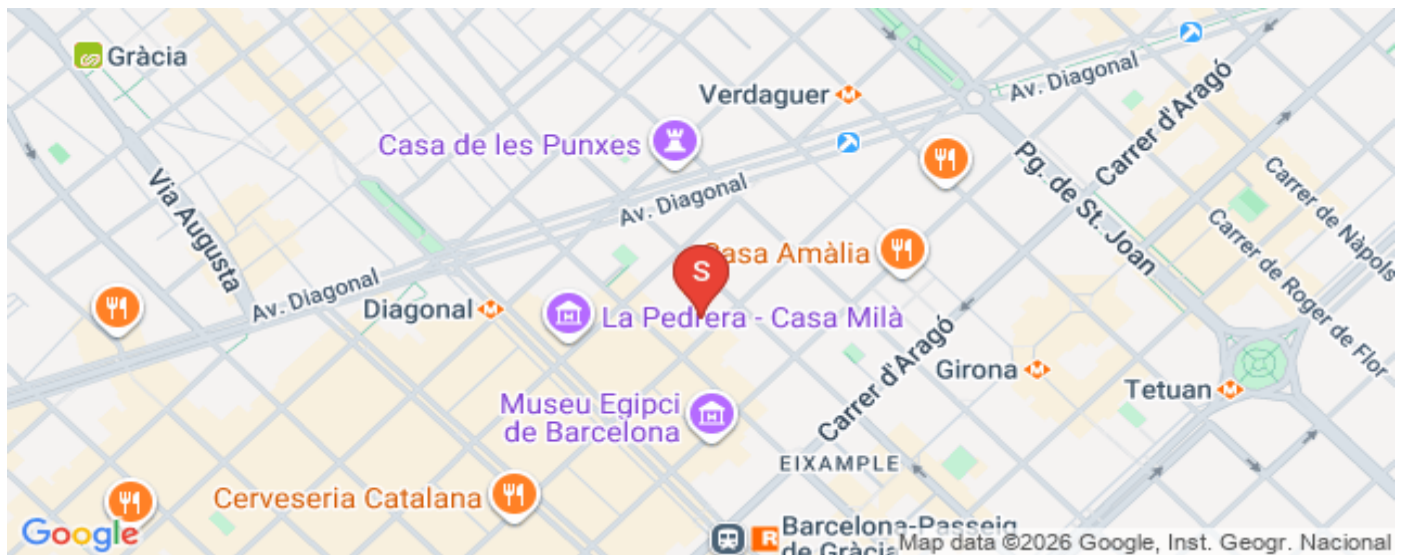 Gràcia
Verdaguer
Av. Diagonal
Carrer d'Aragó
Casa de les Punxes
Pg. de St. Joan
Carrer de Nàpols
Via Augusta
Av. Diagonal
Carrer de Roger de Flor
Casa Amàlia
S
Av. Diagonal
Diagonal
La Pedrera - Casa Milà
Carrer d'Aragó
Girona
Tetuan
Museu Egipci
de Barcelona
EIXAMPLE
Cerveseria Catalana
Google
R
Barcelona-Passeig
de Gràcia
Map data ©2026 Google, Inst. Geogr. Nacional